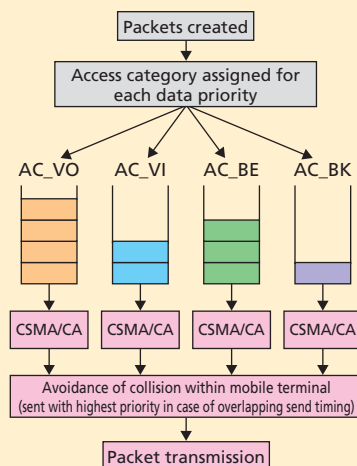 Packets created
Access category assigned for
each data priority
AC_VO AC_VI AC_BE AC_BK
CSMA/CA CSMA/CA CSMA/CA CSMA/CA
Avoidance of collision within mobile terminal
(sent with highest priority in case of overlapping send timing)
Packet transmission